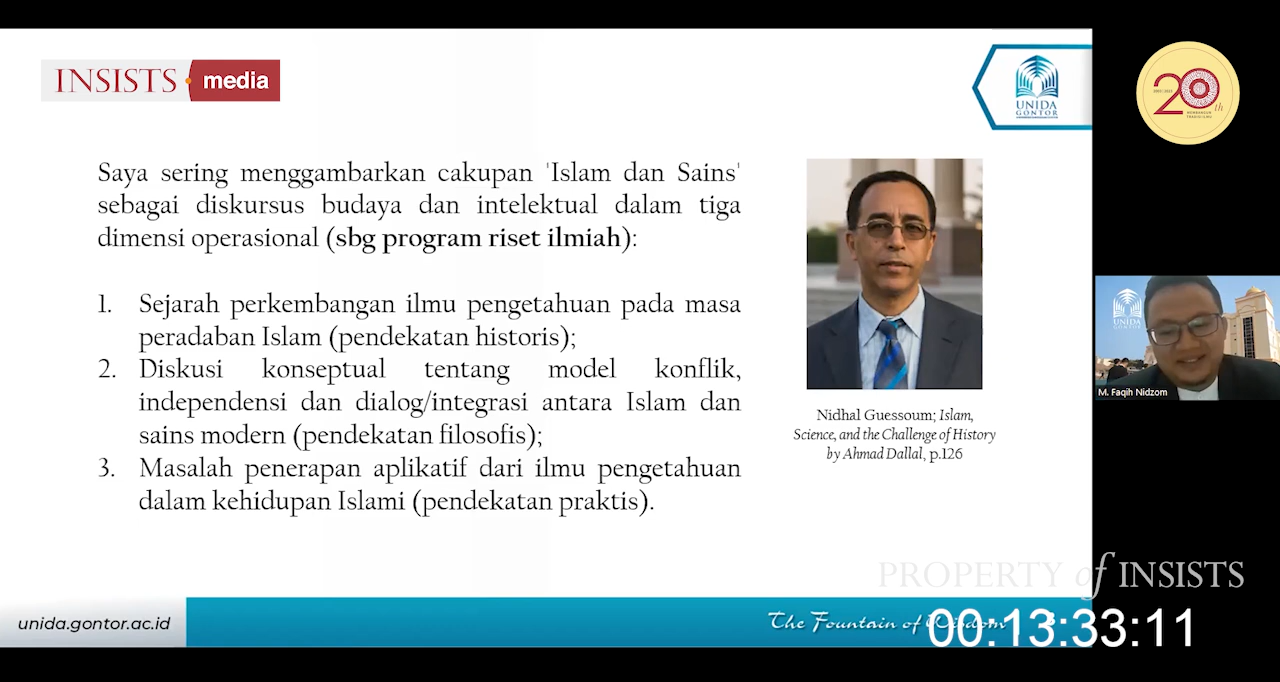 INSISTS media
UNIDA
GONTOR
20th
Saya sering menggambarkan cakupan 'Islam dan Sains'
sebagai diskursus budaya dan intelektual dalam tiga
dimensi operasional (sbg program riset ilmiah):
1. Sejarah perkembangan ilmu pengetahuan pada masa
peradaban Islam (pendekatan historis);
2. Diskusi konseptual tentang model konflik,
independensi dan dialog/integrasi antara Islam dan
sains modern (pendekatan filosofis);
3. Masalah penerapan aplikatif dari ilmu pengetahuan
dalam kehidupan Islami (pendekatan praktis).
Nidhal Guessoum; Islam,
Science, and the Challenge of History
by Ahmad Dallal, p.126
UNIDA
GONTOR
M. Faqih Nidzom
PROPERTY of INSISTS
unida.gontor.ac.id
The Fountain of Wisdom
00:13:33:11